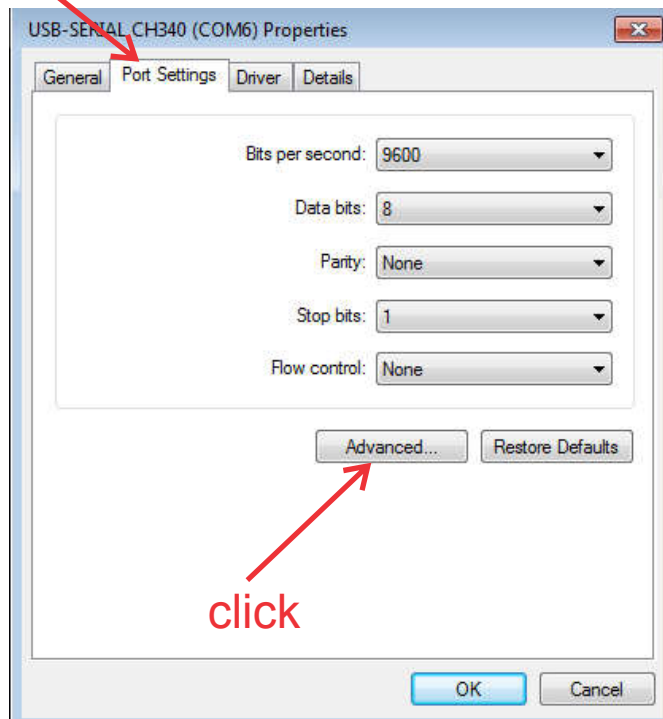 USB-SERIAL CH340 (COM6) Properties
General Port Settings Driver Details
Bits per second: 9600
Data bits: 8
Parity: None
Stop bits: 1
Flow control: None
Advanced... Restore Defaults
click
OK Cancel